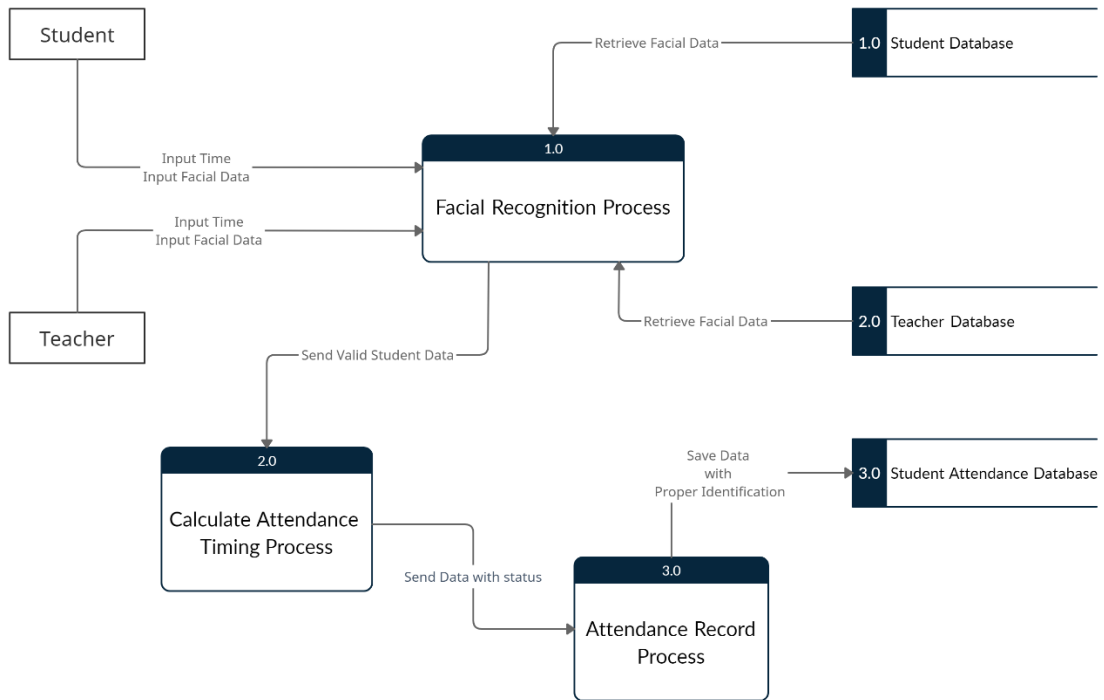 Student
Retrieve Facial Data
1.0 Student Database
1.0
Input Time
Input Facial Data
Facial Recognition Process
Input Time
Input Facial Data
Teacher
Retrieve Facial Data
2.0 Teacher Database
Send Valid Student Data
2.0
Calculate Attendance
Timing Process
Save Data
with
Proper Identification
3.0 Student Attendance Database
Send Data with status
3.0
Attendance Record
Process